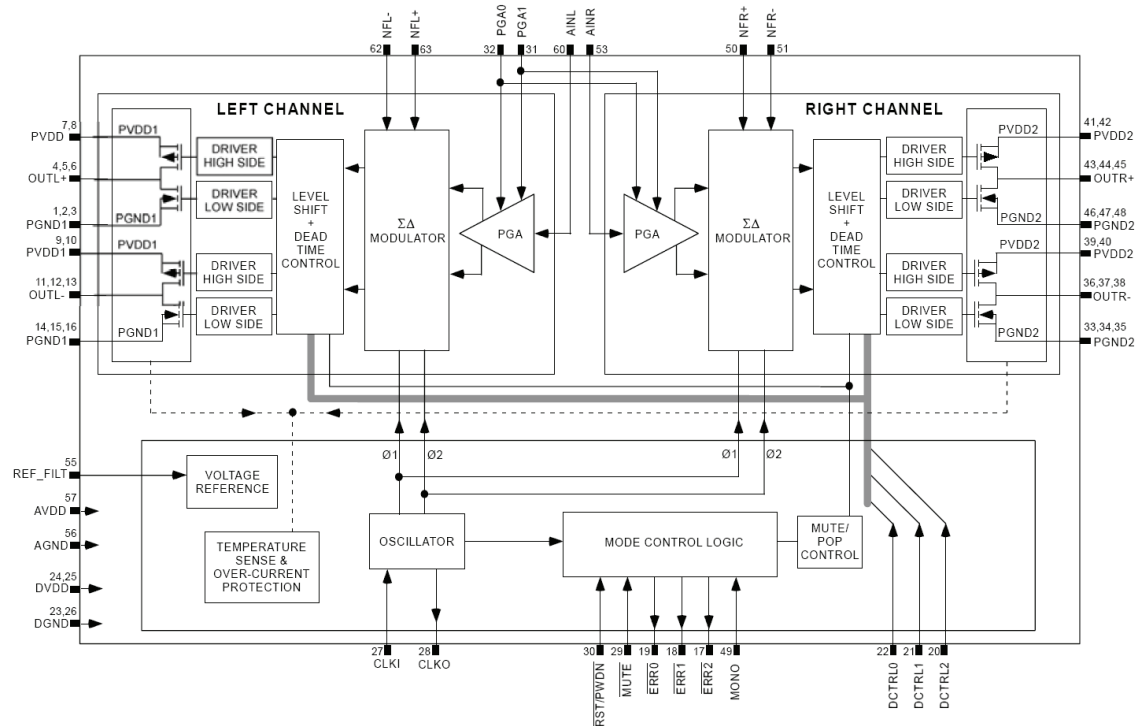 NFL-
NFL+
PGA0
PGA1
AINL
AINR
NFR+
NFR-
62
63
32
31
60
53
50
51
LEFT CHANNEL
RIGHT CHANNEL
7,8
PVDD
4,5,6
OUTL+
1,2,3
PGND1
9,10
PVDD1
11,12,13
OUTL-
14,15,16
PGND1
PVDD1
PGND1
PVDD1
PGND1
DRIVER
HIGH SIDE
DRIVER
LOW SIDE
DRIVER
HIGH SIDE
DRIVER
LOW SIDE
LEVEL
SHIFT
+
DEAD
TIME
CONTROL
ΣΔ
MODULATOR
PGA
PGA
ΣΔ
MODULATOR
LEVEL
SHIFT
+
DEAD
TIME
CONTROL
DRIVER
HIGH SIDE
DRIVER
LOW SIDE
DRIVER
HIGH SIDE
DRIVER
LOW SIDE
PVDD2
PGND2
PVDD2
PGND2
41,42
PVDD2
43,44,45
OUTR+
46,47,48
PGND2
39,40
PVDD2
36,37,38
OUTR-
33,34,35
PGND2
Ø1
Ø2
Ø1
Ø2
55
REF_FILT
57
AVDD
56
AGND
24,25
DVDD
23,26
DGND
VOLTAGE
REFERENCE
TEMPERATURE
SENSE &
OVER-CURRENT
PROTECTION
OSCILLATOR
MODE CONTROL LOGIC
MUTE/
POP
CONTROL
27
28
30
29
19
18
17
49
22
21
20
CLKI
CLKO
RST/PWDN
MUTE
ERR0
ERR1
ERR2
MONO
DCTRL0
DCTRL1
DCTRL2